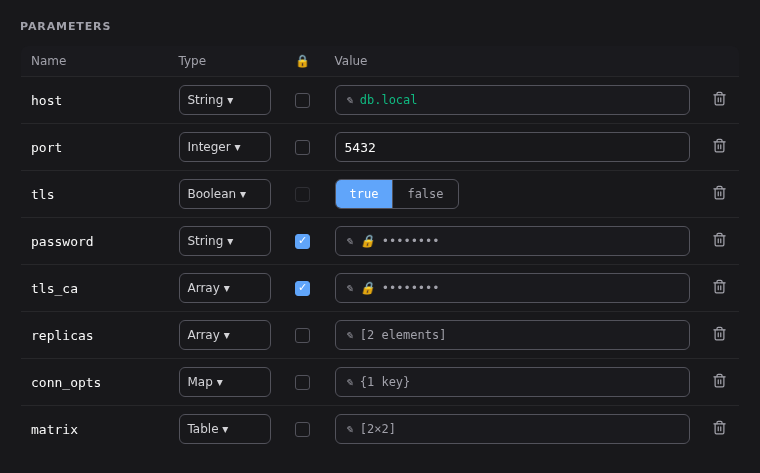 PARAMETERS
Name Type 🔒 Value
host String ▾ ✎ db.local
port Integer ▾ 5432
tls Boolean ▾ true false
password String ▾ ✓ ✎ 🔒 ••••••••
tls_ca Array ▾ ✓ ✎ 🔒 ••••••••
replicas Array ▾ ✎ [2 elements]
conn_opts Map ▾ ✎ {1 key}
matrix Table ▾ ✎ [2×2]